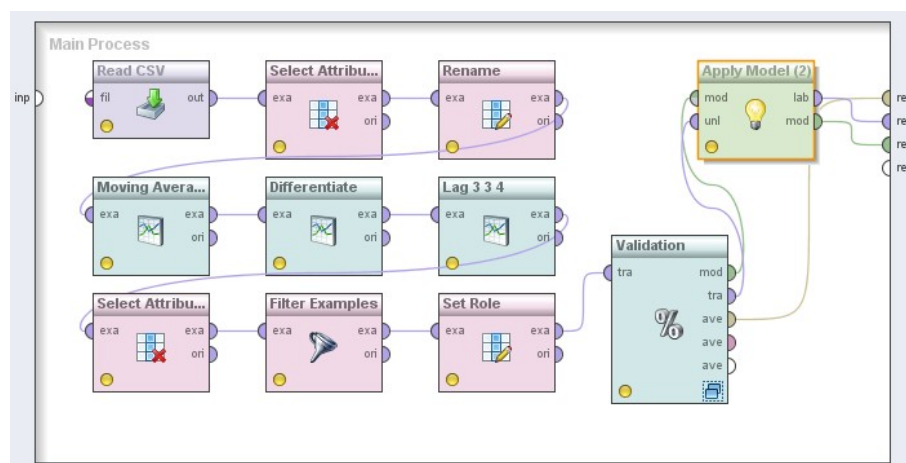 Main Process
Read CSV
Select Attribu...
Rename
Apply Model (2)
inp
fil
out
exa
exa
ori
exa
exa
ori
mod
lab
unl
mod
re
re
re
re
Moving Avera...
Differentiate
Lag 3 3 4
exa
exa
ori
exa
exa
ori
exa
exa
ori
Validation
tra
mod
tra
ave
ave
ave
%
Select Attribu...
Filter Examples
Set Role
exa
exa
ori
exa
exa
ori
exa
exa
ori